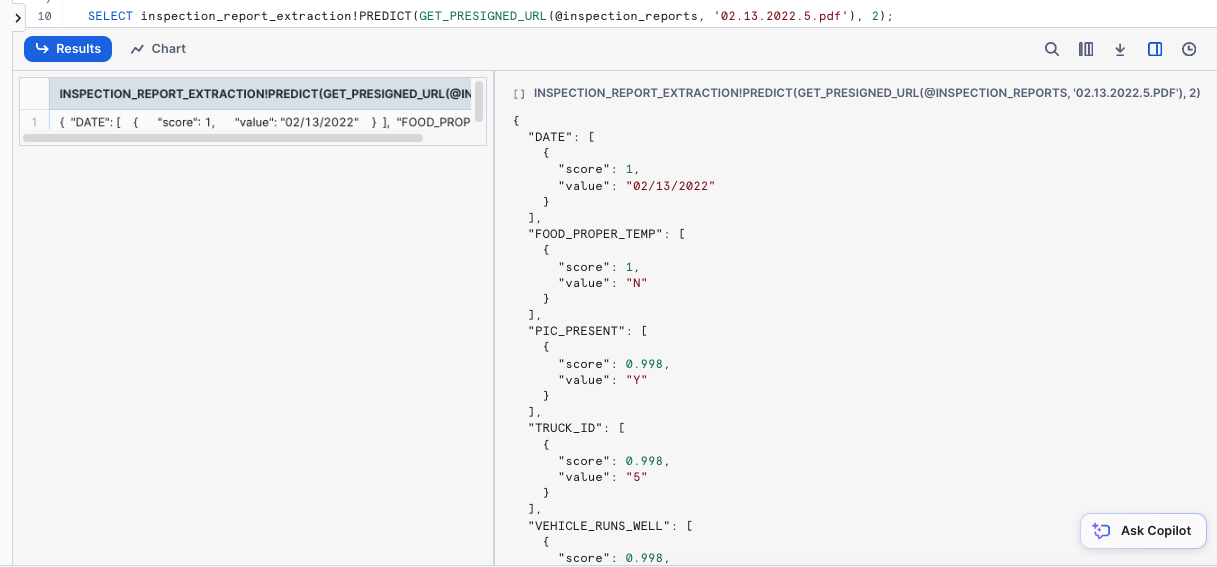 10 SELECT inspection_report_extraction!PREDICT(GET_PRESIGNED_URL(@inspection_reports, '02.13.2022.5.pdf'), 2);
Results Chart
INSPECTION_REPORT_EXTRACTION!PREDICT(GET_PRESIGNED_URL(@IN
1 { "DATE": [ { "score": 1, "value": "02/13/2022" } ], "FOOD_PROP
[] INSPECTION_REPORT_EXTRACTION!PREDICT(GET_PRESIGNED_URL(@INSPECTION_REPORTS, '02.13.2022.5.PDF'), 2)
{
"DATE": [
{
"score": 1,
"value": "02/13/2022"
}
],
"FOOD_PROPER_TEMP": [
{
"score": 1,
"value": "N"
}
],
"PIC_PRESENT": [
{
"score": 0.998,
"value": "Y"
}
],
"TRUCK_ID": [
{
"score": 0.998,
"value": "5"
}
],
"VEHICLE_RUNS_WELL": [
{
"score": 0.998,
Ask Copilot